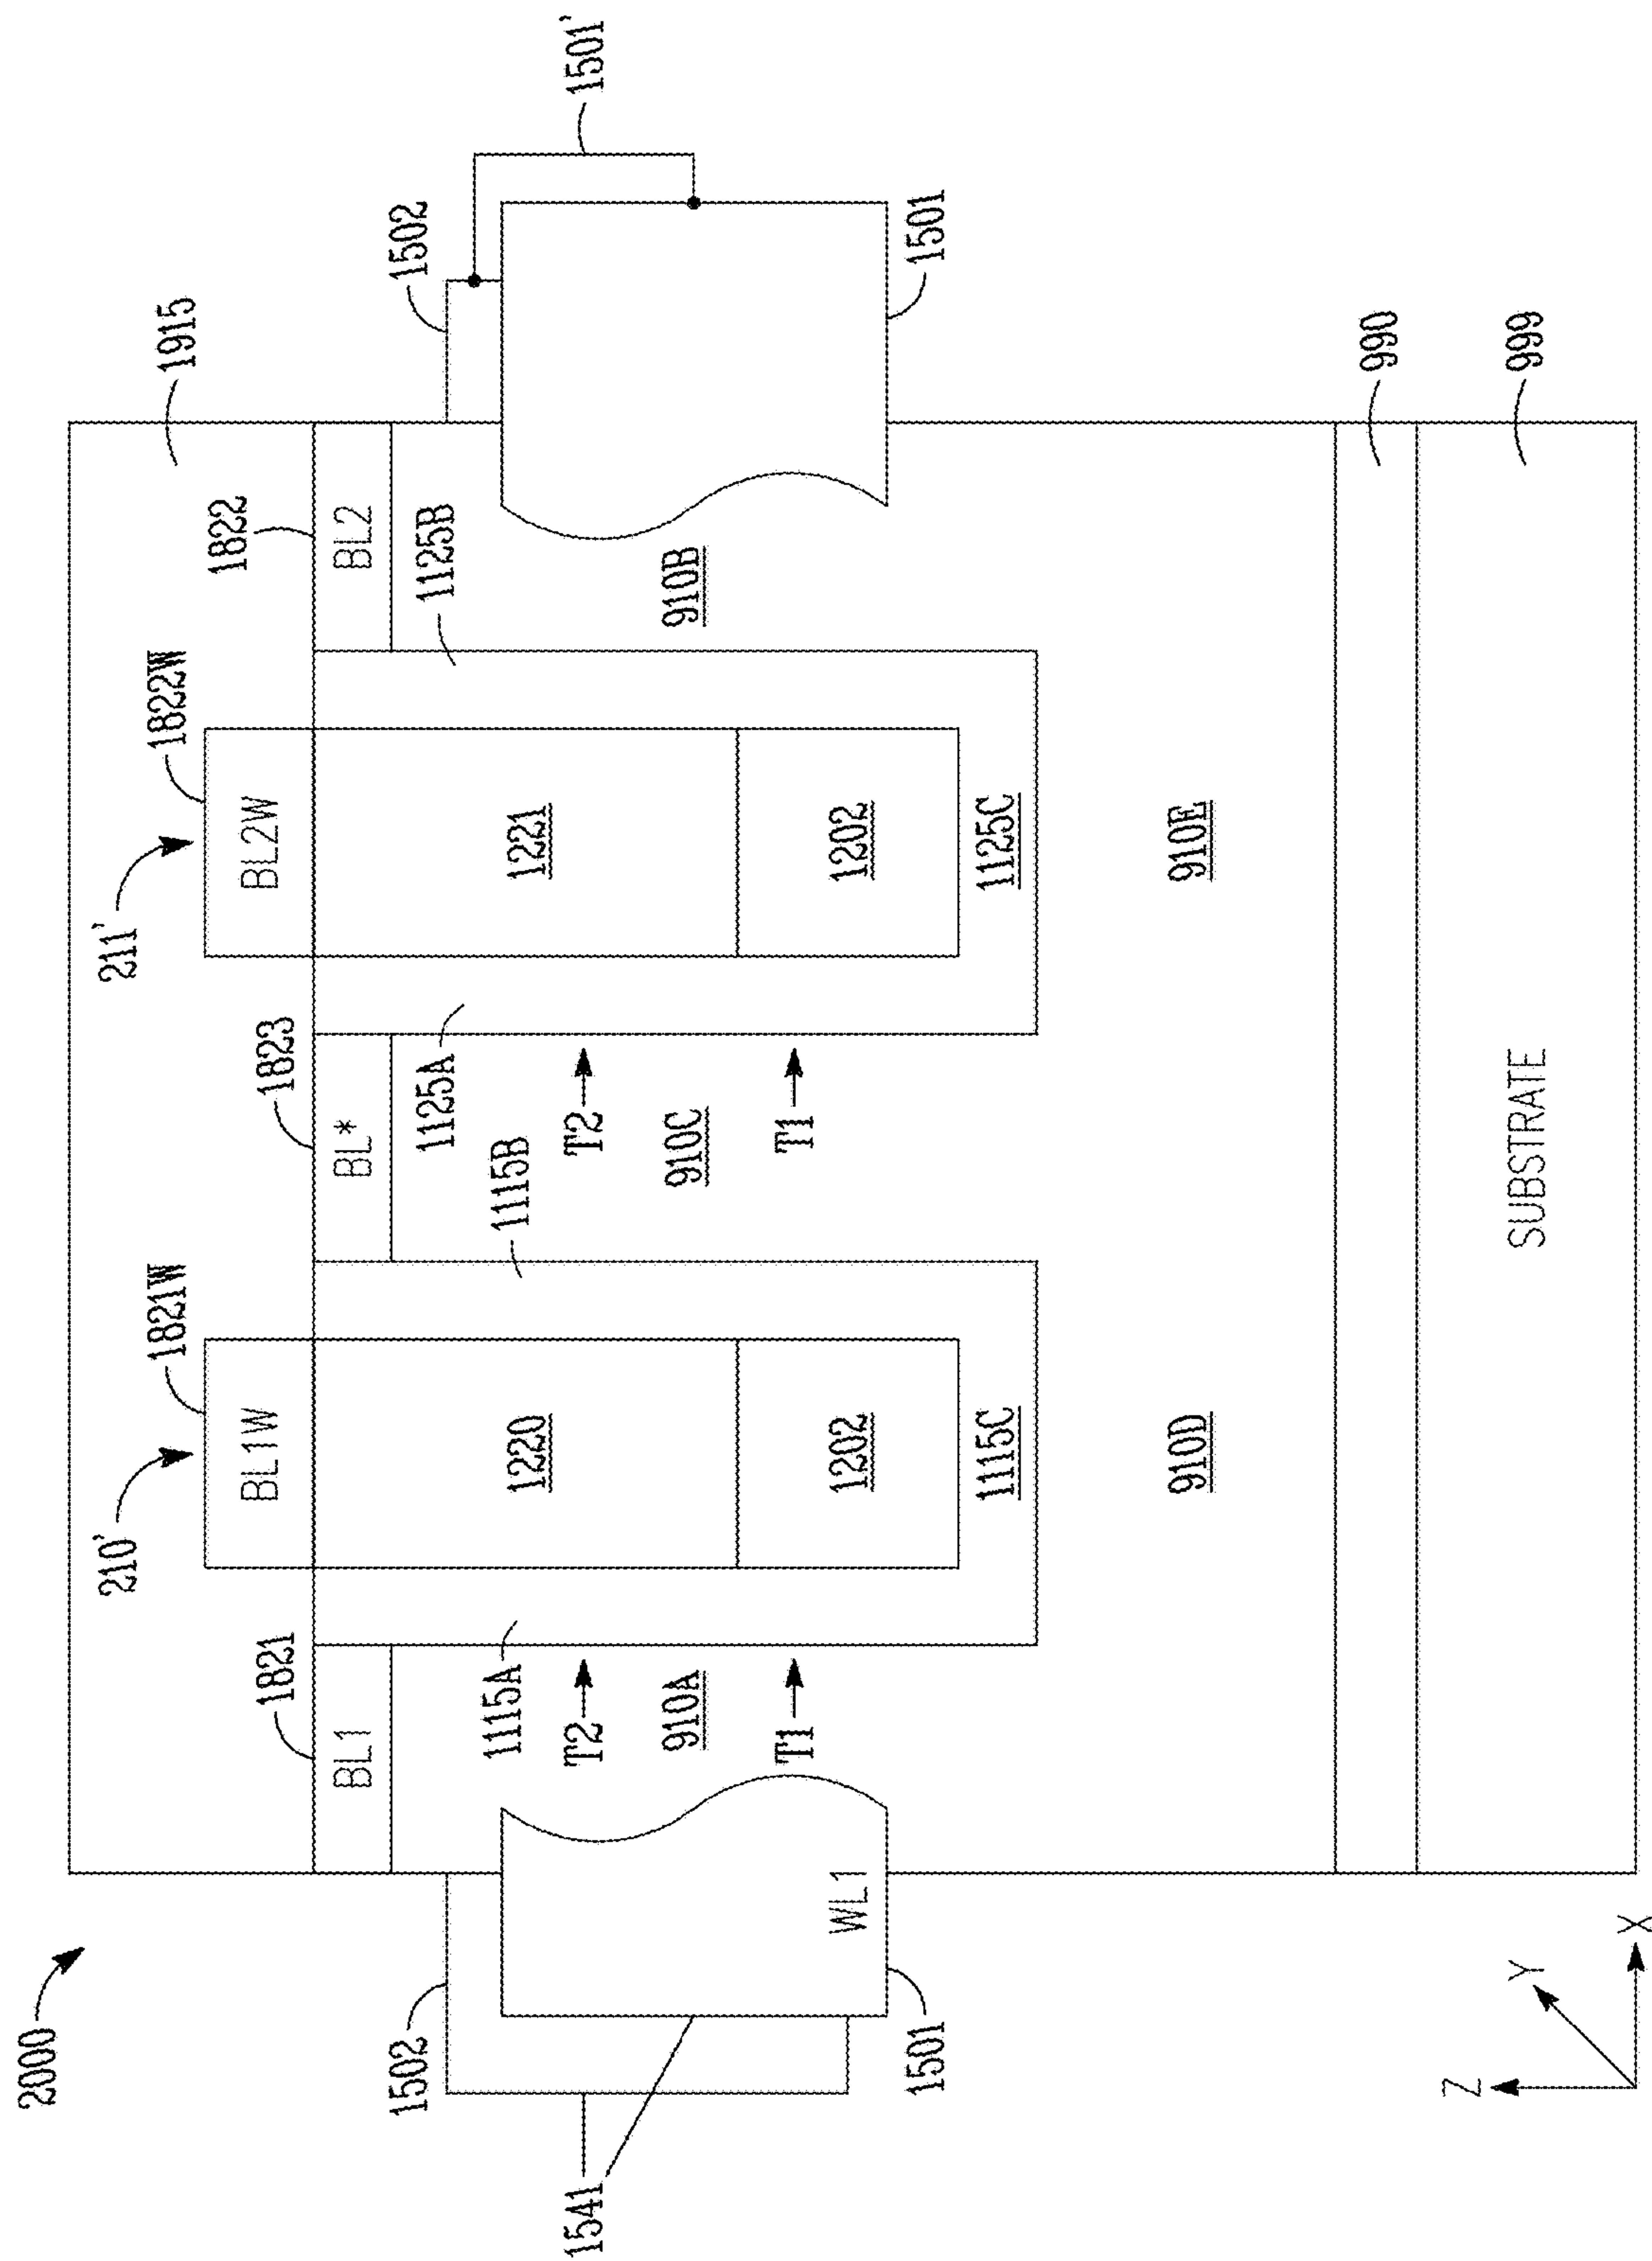 2000
210'
211'
1821W
1822W
1915
BL1W
BL2W
1821
1823
1822
BL1
BL*
BL2
1502
1125A
1125B
1502
1115A
1115B
1220
1221
1541
T2
T2
1501'
910A
910C
910B
WL1
T1
T1
1202
1202
1501
1501
1115C
1125C
910D
910E
990
Z
Y
SUBSTRATE
999
X